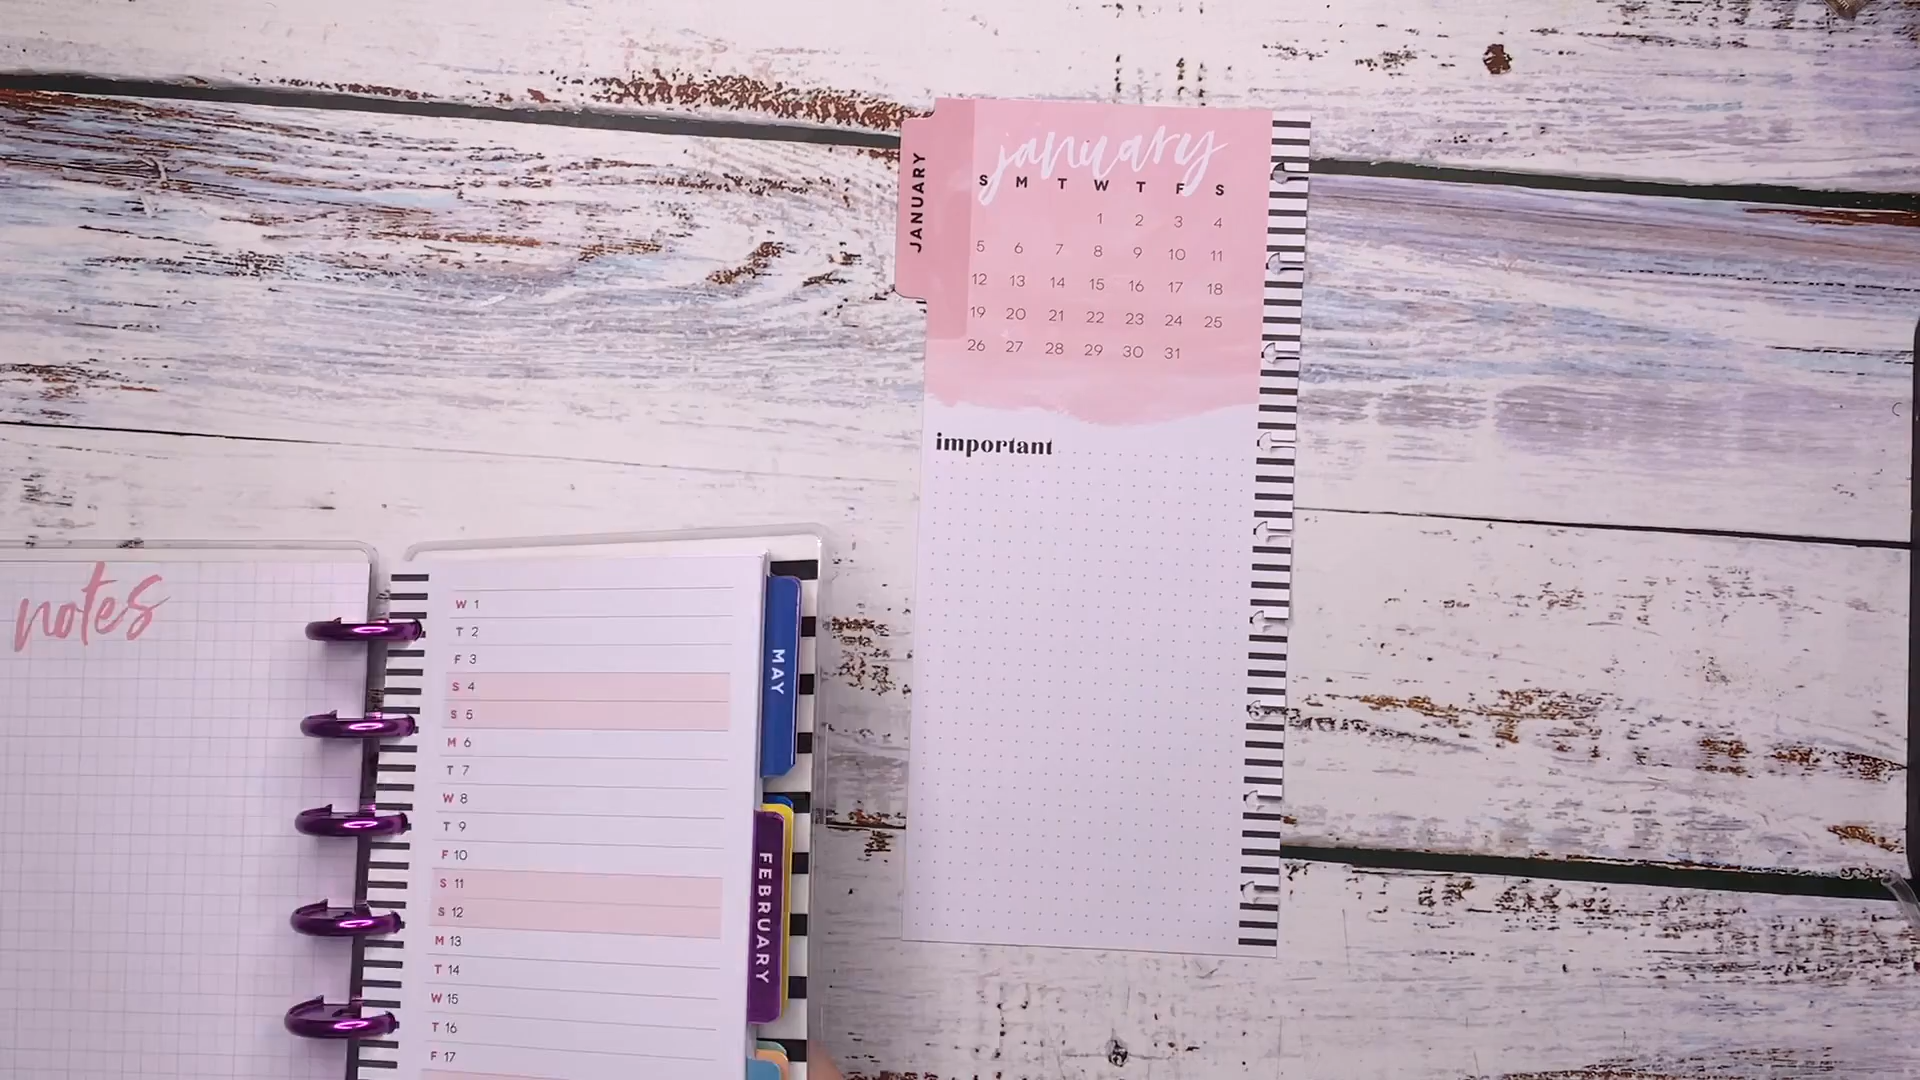 january
JANUARY
S M T W T F S
1 2 3 4
5 6 7 8 9 10 11
12 13 14 15 16 17 18
19 20 21 22 23 24 25
26 27 28 29 30 31
important
notes
W 1
T 2
F 3
S 4
S 5
M 6
T 7
W 8
T 9
F 10
S 11
S 12
M 13
T 14
W 15
T 16
F 17
MAY
FEBRUARY